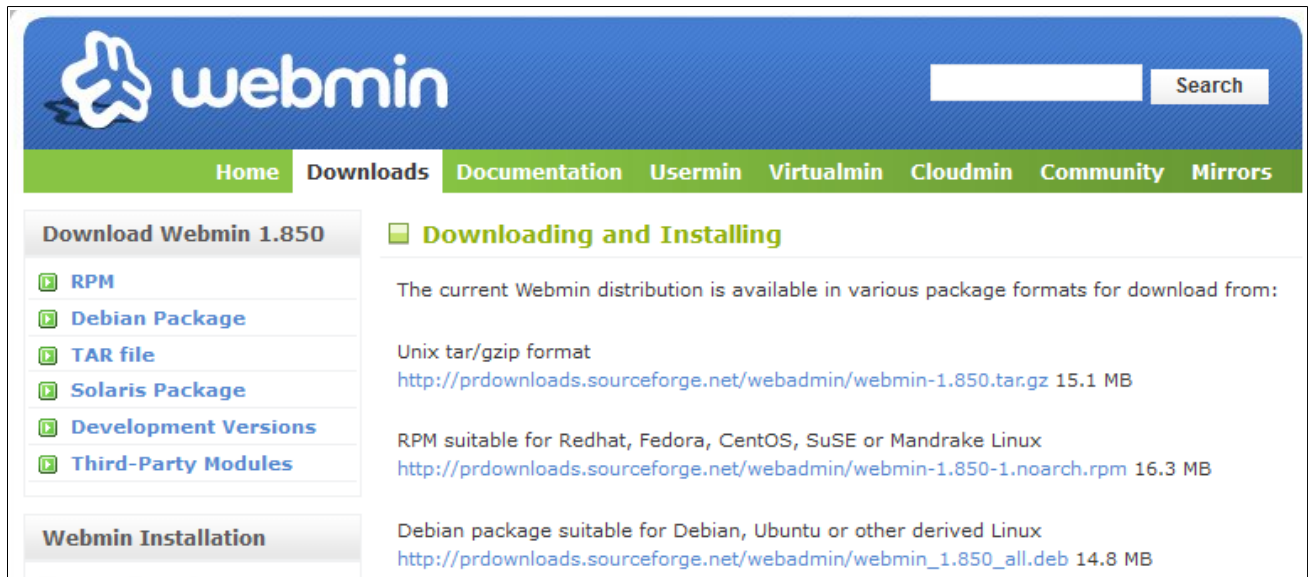 webmin
Search
Home Downloads Documentation Usermin Virtualmin Cloudmin Community Mirrors
Download Webmin 1.850
RPM
Debian Package
TAR file
Solaris Package
Development Versions
Third-Party Modules
Webmin Installation
Downloading and Installing
The current Webmin distribution is available in various package formats for download from:
Unix tar/gzip format
http://prdownloads.sourceforge.net/webadmin/webmin-1.850.tar.gz 15.1 MB
RPM suitable for Redhat, Fedora, CentOS, SuSE or Mandrake Linux
http://prdownloads.sourceforge.net/webadmin/webmin-1.850-1.noarch.rpm 16.3 MB
Debian package suitable for Debian, Ubuntu or other derived Linux
http://prdownloads.sourceforge.net/webadmin/webmin_1.850_all.deb 14.8 MB